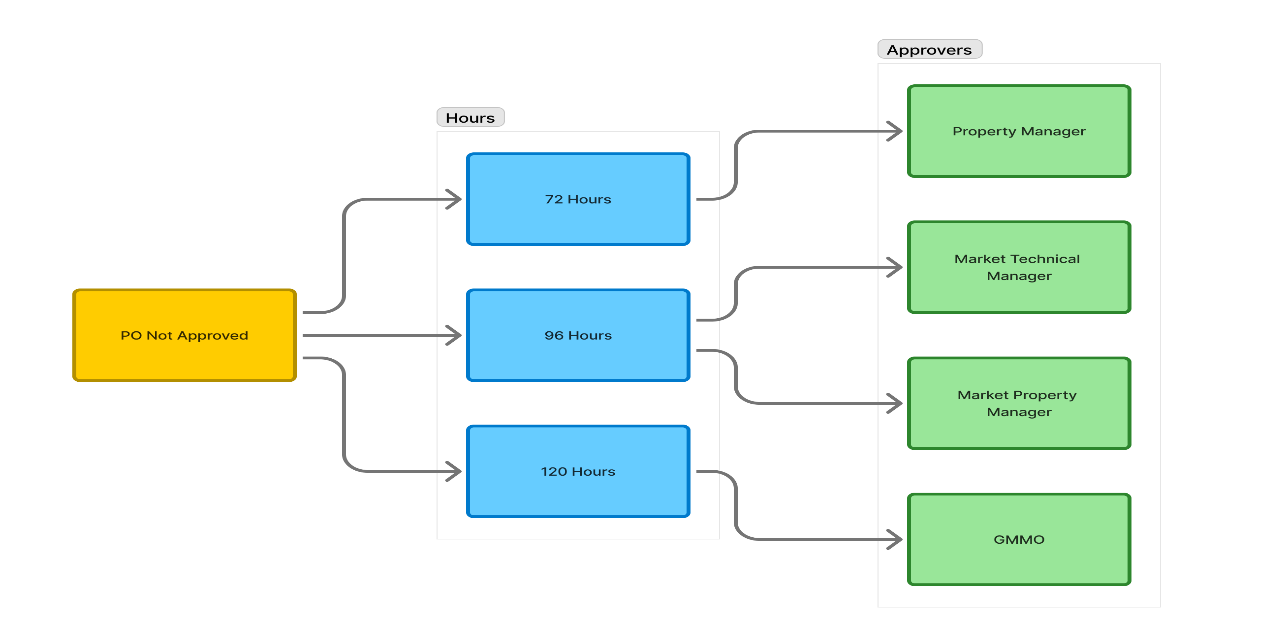 Approvers
Property Manager
Hours
72 Hours
Market Technical
Manager
PO Not Approved
96 Hours
Market Property
Manager
120 Hours
GMMO